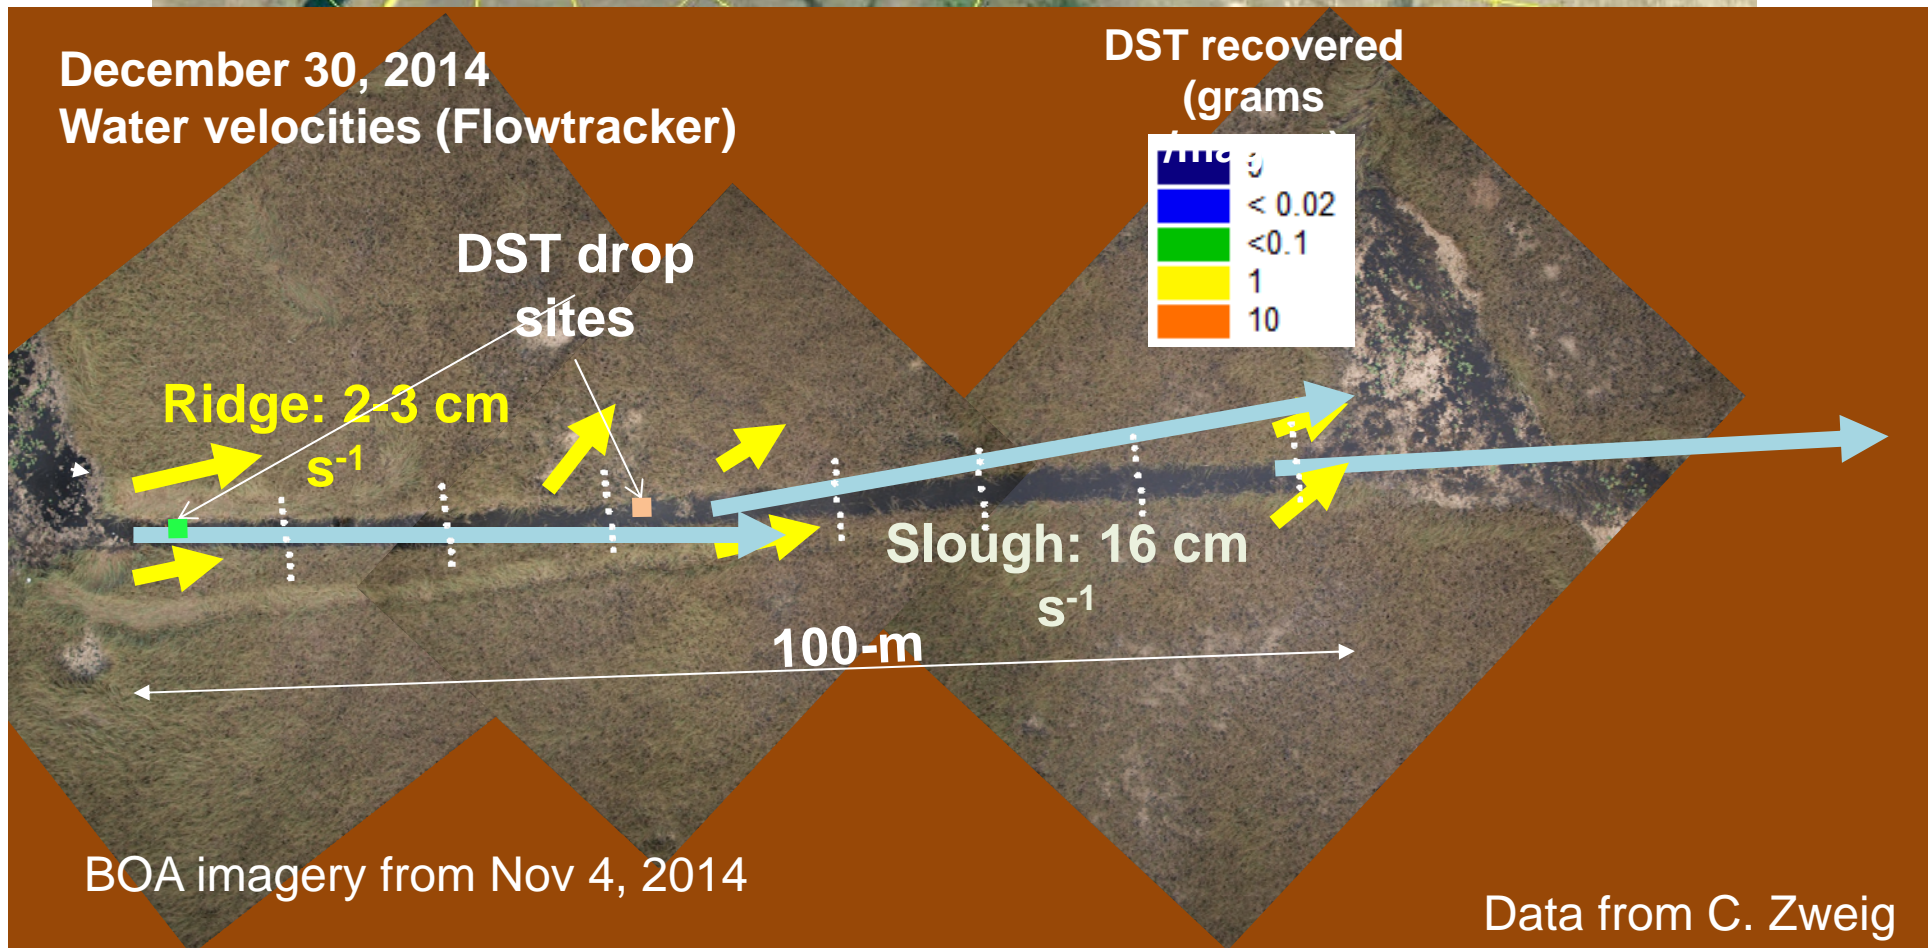 December 30, 2014
Water velocities (Flowtracker)
DST recovered
(grams
< 0.02
<0.1
1
10
DST drop
sites
Ridge: 2-3 cm
s⁻¹
Slough: 16 cm
s⁻¹
100-m
BOA imagery from Nov 4, 2014
Data from C. Zweig